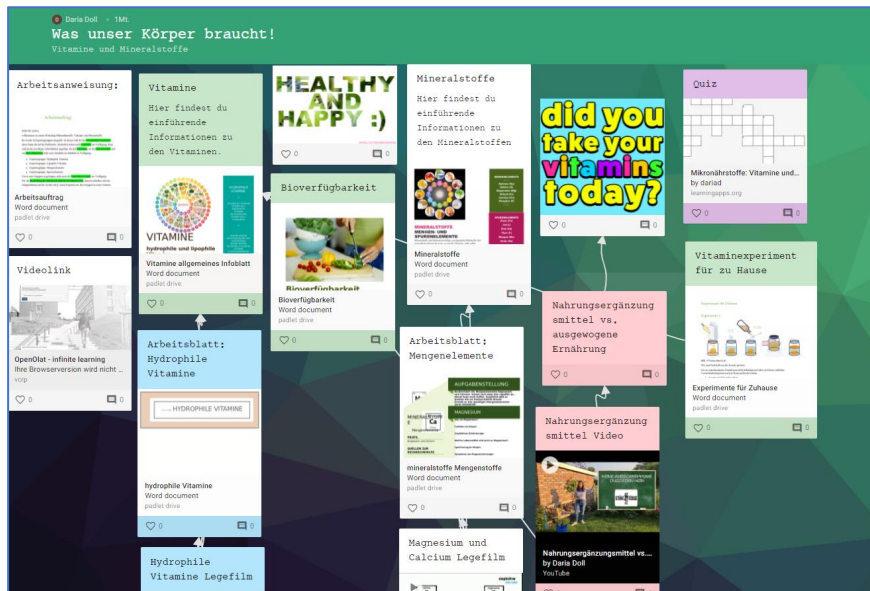 Daria Doll • 1Mt.
Was unser Körper braucht!
Vitamine und Mineralstoffe
Arbeitsanweisung:
Arbeitsauftrag
Word document
padlet drive
0 0
Videolink
OpenOlat - infinite learning
Ihre Browserversion wird nicht ...
vcrp
0 0
Vitamine
Hier findest du
einführende
Informationen zu
den Vitaminen.
VITAMINE
hydrophile und lipophile
Vitamine allgemeines Infoblatt
Word document
padlet drive
0 0
Arbeitsblatt:
Hydrophile
Vitamine
HYDROPHILE VITAMINE
hydrophile Vitamine
Word document
padlet drive
0 0
Hydrophile
Vitamine Legefilm
HEALTHY
AND
HAPPY :)
0 0
Bioverfügbarkeit
Bioverfügbarkeit
Bioverfügbarkeit
Word document
padlet drive
0 0
Mineralstoffe
Hier findest du
einführende
Informationen zu
den Mineralstoffen
MINERALSTOFFE
MENGEN- UND
SPURENELEMENTE
Mineralstoffe
Word document
padlet drive
0 0
Arbeitsblatt:
Mengenelemente
AUFGABENSTELLUNG
MAGNESIUM
Ca
mineralstoffe Mengenstoffe
Word document
padlet drive
0 0
Magnesium und
Calcium Legefilm
did you
take your
vitamins
today?
0 0
Nahrungsergänzung
smittel vs.
ausgewogene
Ernährung
0 0
Nahrungsergänzung
smittel Video
Nahrungsergänzungsmittel vs....
by Daria Doll
YouTube
Quiz
Mikronährstoffe: Vitamine und...
by dariad
learningapps.org
0 0
Vitaminexperiment
für zu Hause
Experimente für Zuhause
Word document
padlet drive
0 0